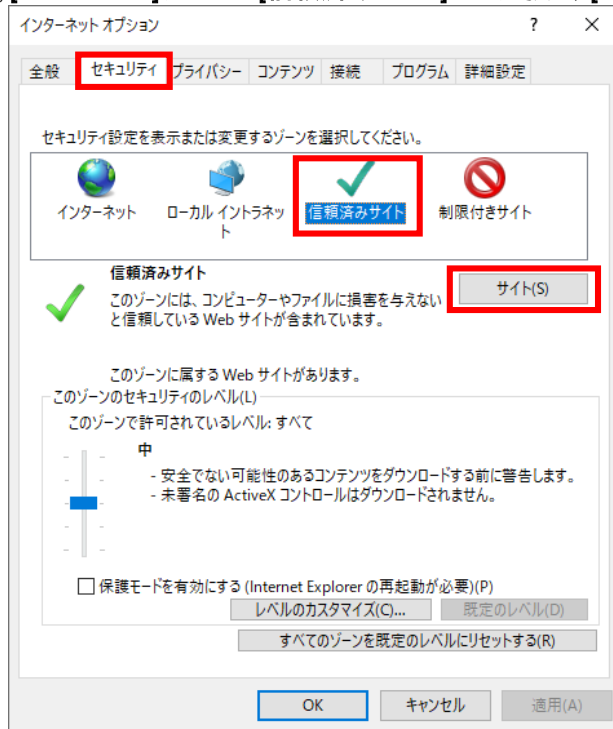 インターネット オプション ? ×
全般 セキュリティ プライバシー コンテンツ 接続 プログラム 詳細設定
セキュリティ設定を表示または変更するゾーンを選択してください。
インターネット ローカル イントラネッ 信頼済みサイト 制限付きサイト
ト
信頼済みサイト
サイト(S)
このゾーンには、コンピューターやファイルに損害を与えない
と信頼している Web サイトが含まれています。
このゾーンに属する Web サイトがあります。
このゾーンのセキュリティのレベル(L)
このゾーンで許可されているレベル: すべて
中
- 安全でない可能性のあるコンテンツをダウンロードする前に警告します。
- 未署名の ActiveX コントロールはダウンロードされません。
保護モードを有効にする (Internet Explorer の再起動が必要)(P)
レベルのカスタマイズ(C)... 既定のレベル(D)
すべてのゾーンを既定のレベルにリセットする(R)
OK キャンセル 適用(A)